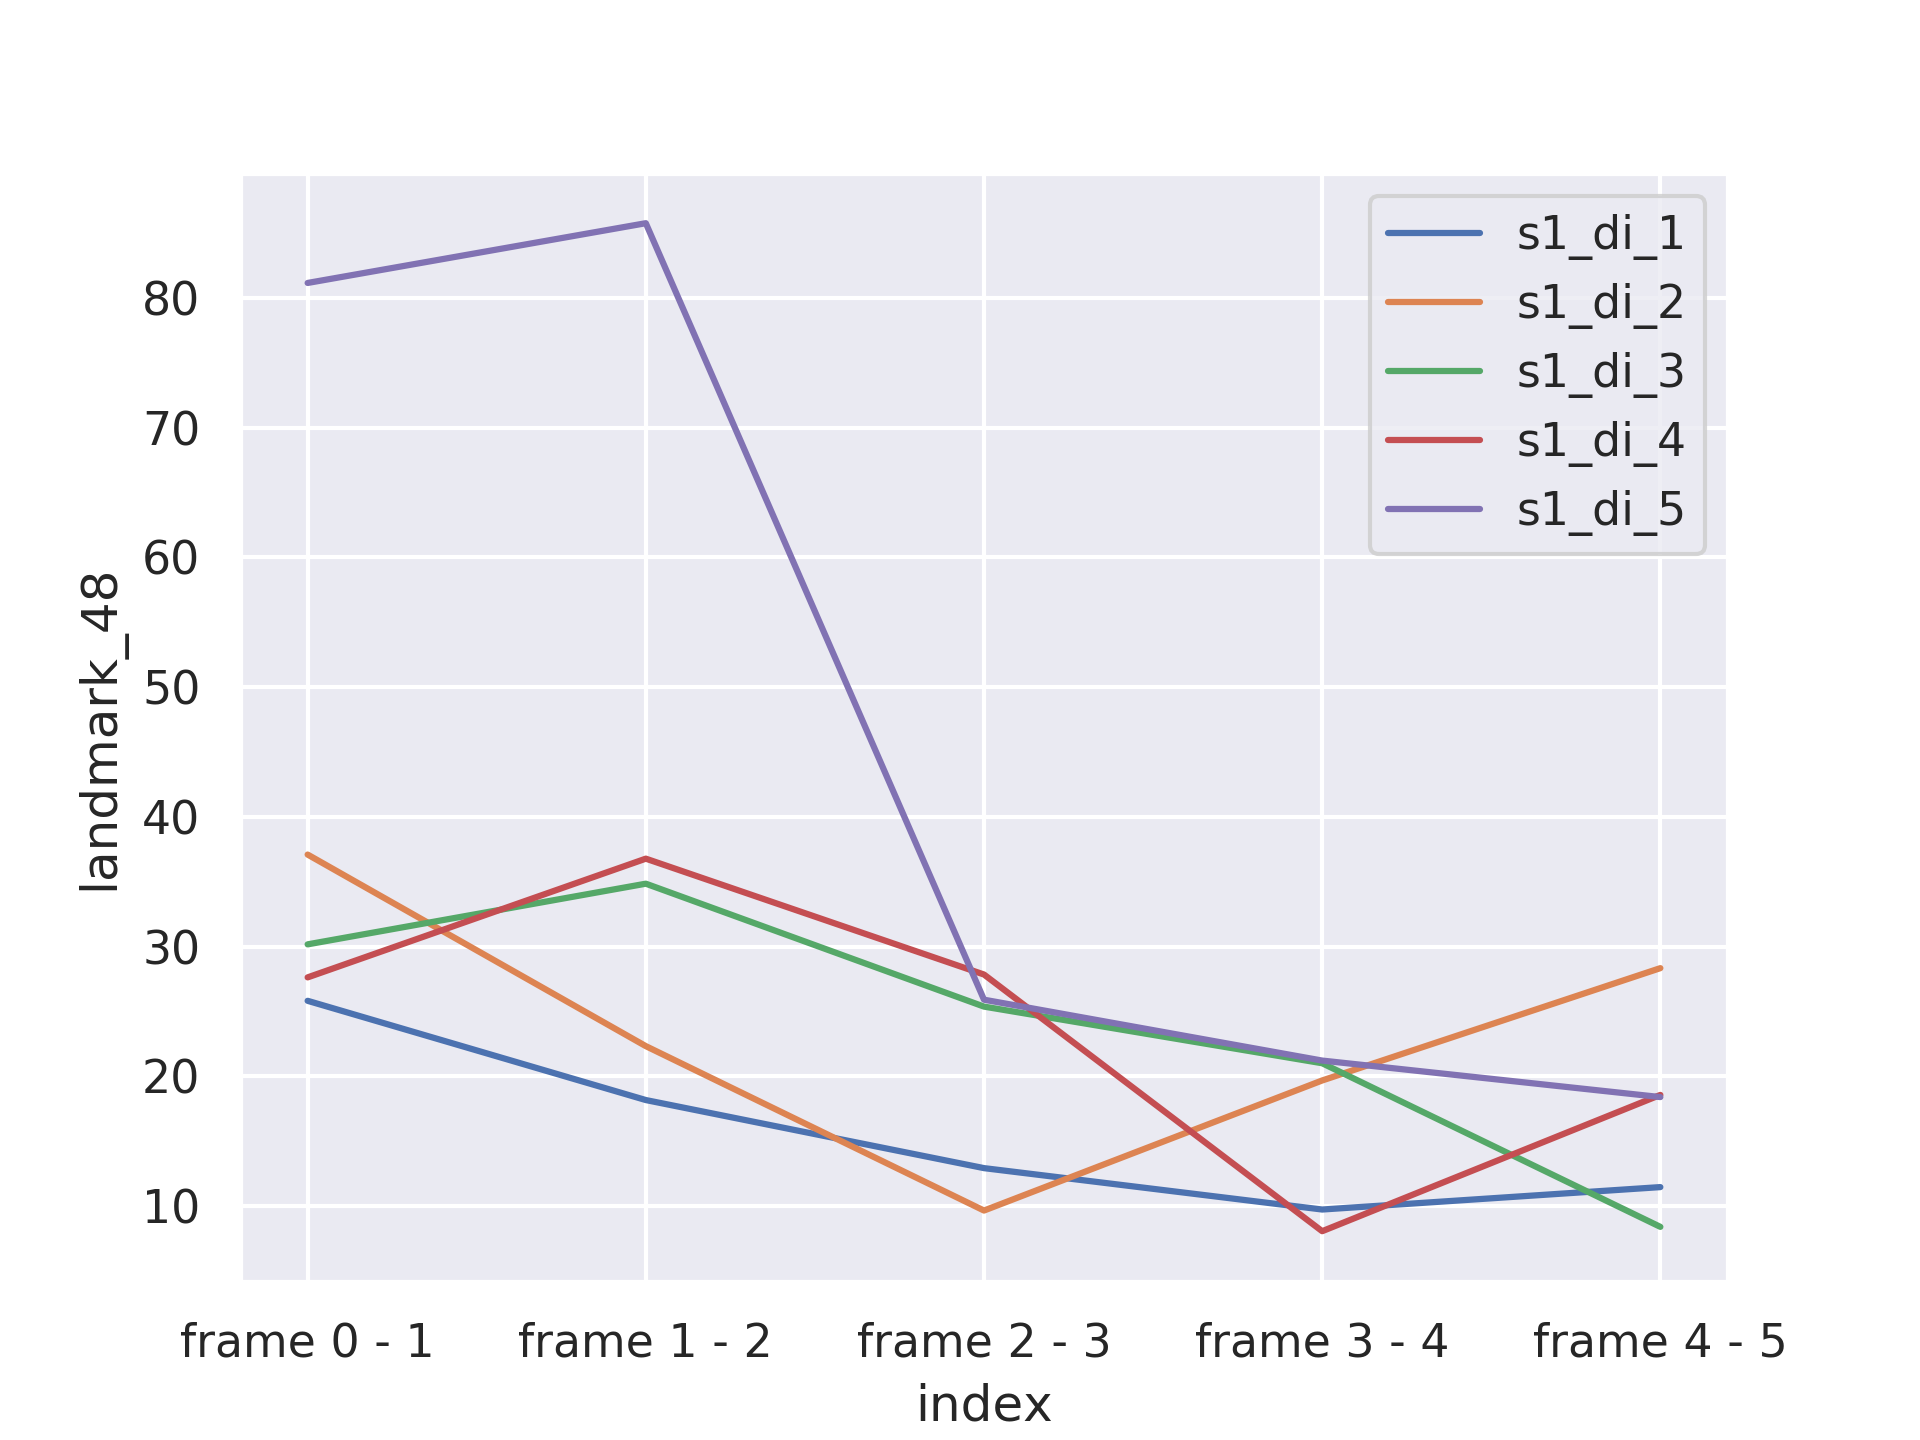 s1_di_1
s1_di_2
s1_di_3
s1_di_4
s1_di_5
80
70
60
50
40
30
20
10
landmark_48
frame 0 - 1 frame 1 - 2 frame 2 - 3 frame 3 - 4 frame 4 - 5
index